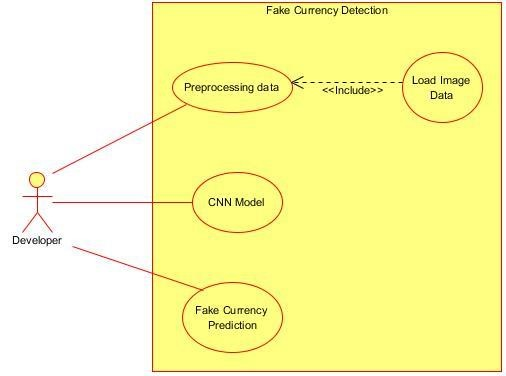 Fake Currency Detection
Preprocessing data
<<Include>>
Load Image
Data
CNN Model
Developer
Fake Currency
Prediction